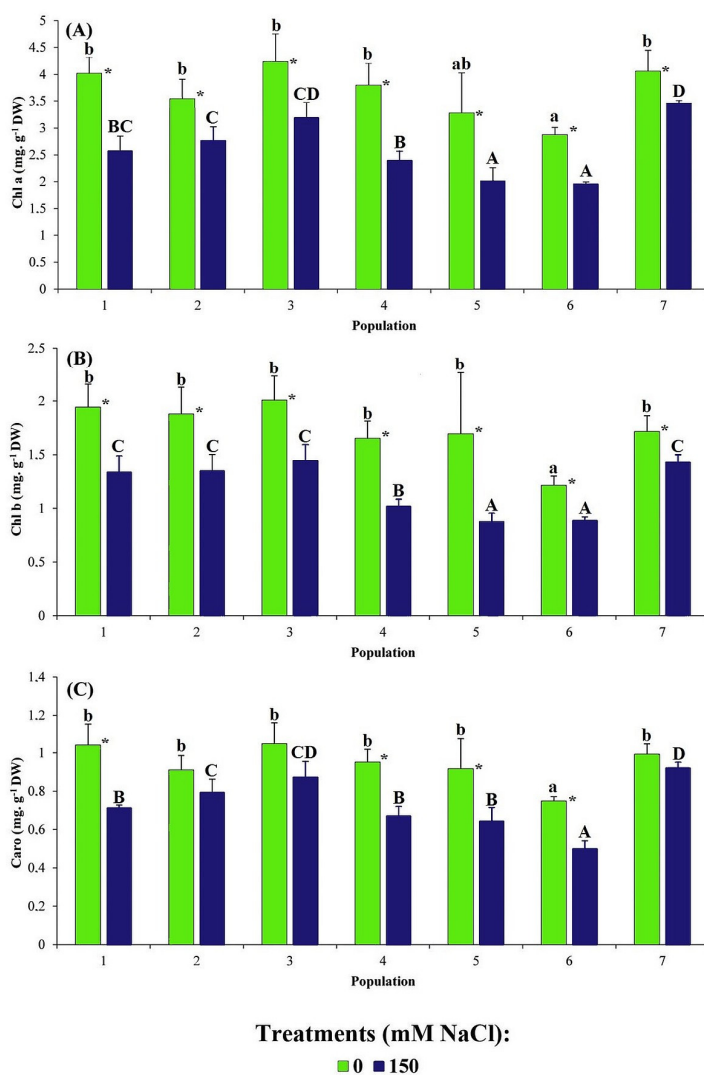 (A)
Chl a (mg. g-1 DW)
5
4.5
4
3.5
3
2.5
2
1.5
1
0.5
0
b * BC b * C b * CD b * B ab * A a * A b * D
1 2 3 4 5 6 7
Population
(B)
Chl b (mg. g-1 DW)
2.5
2
1.5
1
0.5
0
b * C b * C b * C b * B b * A a * A b * C
1 2 3 4 5 6 7
Population
(C)
Caro (mg. g-1 DW)
1.4
1.2
1
0.8
0.6
0.4
0.2
0
b * B b C b CD b * B b * B a * A b D
1 2 3 4 5 6 7
Population
Treatments (mM NaCl):
0 150